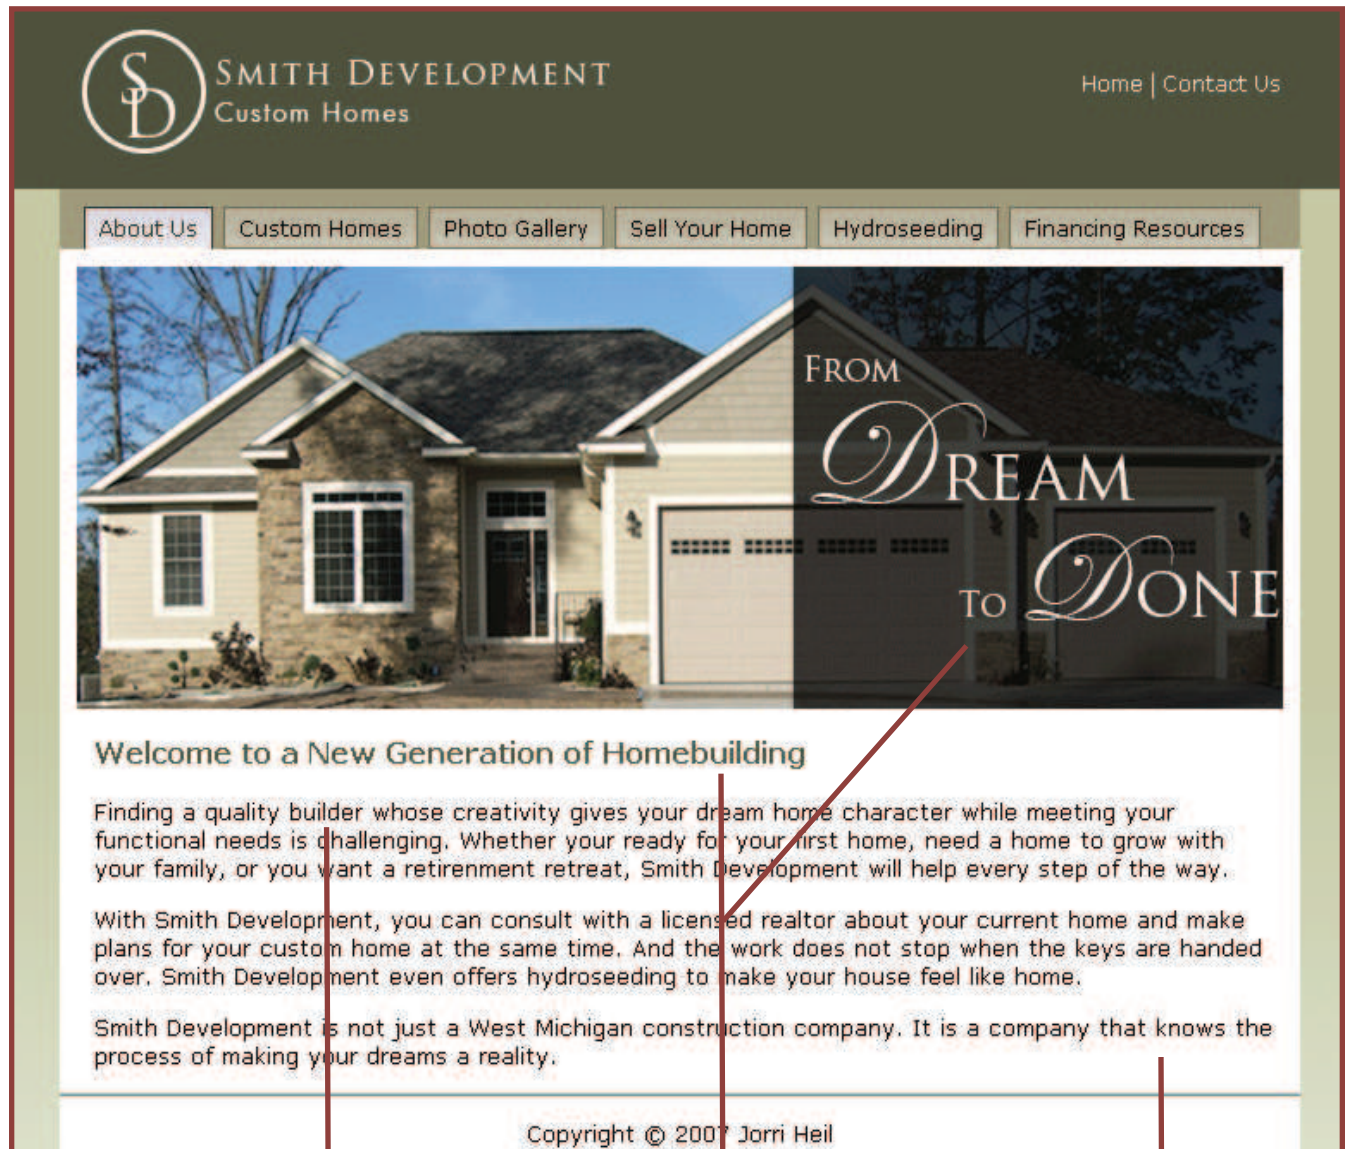 SD
SMITH DEVELOPMENT
Custom Homes
Home | Contact Us
About Us Custom Homes Photo Gallery Sell Your Home Hydroseeding Financing Resources
FROM
DREAM
TO DONE
Welcome to a New Generation of Homebuilding
Finding a quality builder whose creativity gives your dream home character while meeting your
functional needs is challenging. Whether your ready for your first home, need a home to grow with
your family, or you want a retirenment retreat, Smith Development will help every step of the way.
With Smith Development, you can consult with a licensed realtor about your current home and make
plans for your custom home at the same time. And the work does not stop when the keys are handed
over. Smith Development even offers hydroseeding to make your house feel like home.
Smith Development is not just a West Michigan construction company. It is a company that knows the
process of making your dreams a reality.
Copyright © 2007 Jorri Heil